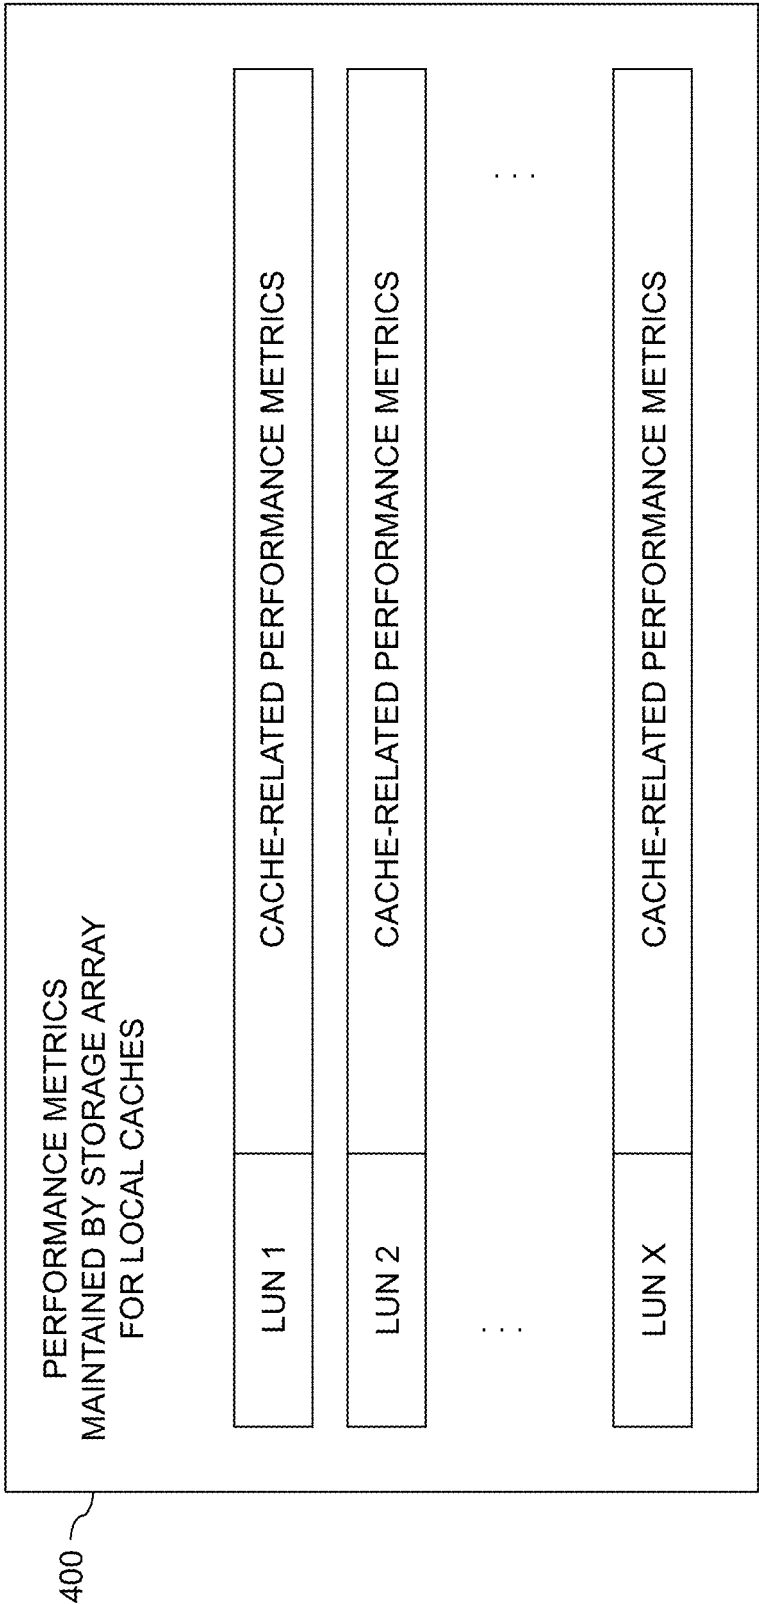 400
PERFORMANCE METRICS
MAINTAINED BY STORAGE ARRAY
FOR LOCAL CACHES
LUN 1 CACHE-RELATED PERFORMANCE METRICS
LUN 2 CACHE-RELATED PERFORMANCE METRICS
. . . . . .
LUN X CACHE-RELATED PERFORMANCE METRICS